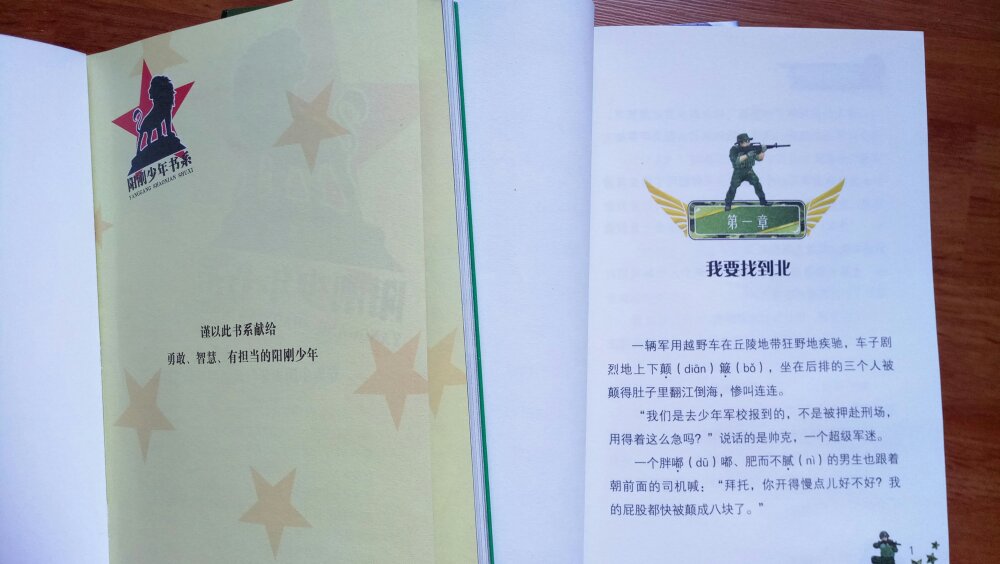 阳刚少年书系
YANGGANG SHAONIAN SHUXI
谨以此书系献给
勇敢、智慧、有担当的阳刚少年
第一章
我要找到北
一辆军用越野车在丘陵地带狂野地疾驰，车子剧
烈地上下颠（diān）簸（bǒ），坐在后排的三个人被
颠得肚子里翻江倒海，惨叫连连。
“我们是去少年军校报到的，不是被押赴刑场，
用得着这么急吗？”说话的是帅克，一个超级军迷。
一个胖嘟（dū）嘟、肥而不腻（nì）的男生也跟着
朝前面的司机喊：“拜托，你开得慢点儿好不好？我
的屁股都快被颠成八块了。”
1